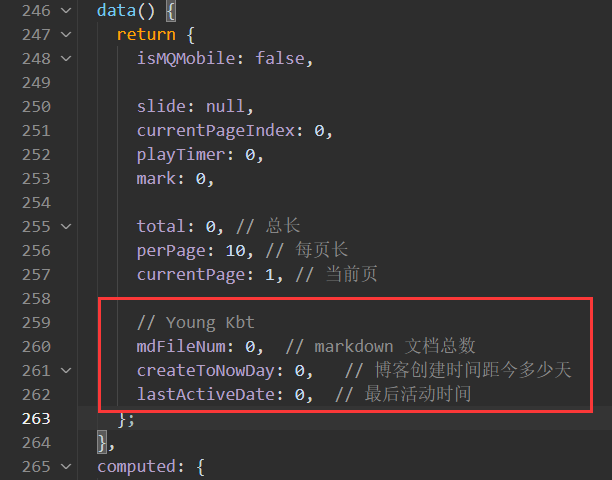 246 data() {
247 return {
248 isMQMobile: false,
249
250 slide: null,
251 currentPageIndex: 0,
252 playTimer: 0,
253 mark: 0,
254
255 total: 0, // 总长
256 perPage: 10, // 每页长
257 currentPage: 1, // 当前页
258
259 // Young Kbt
260 mdFileNum: 0,  // markdown 文档总数
261 createToNowDay: 0,   // 博客创建时间距今多少天
262 lastActiveDate: 0,  // 最后活动时间
263 };
264 },
265 computed: {